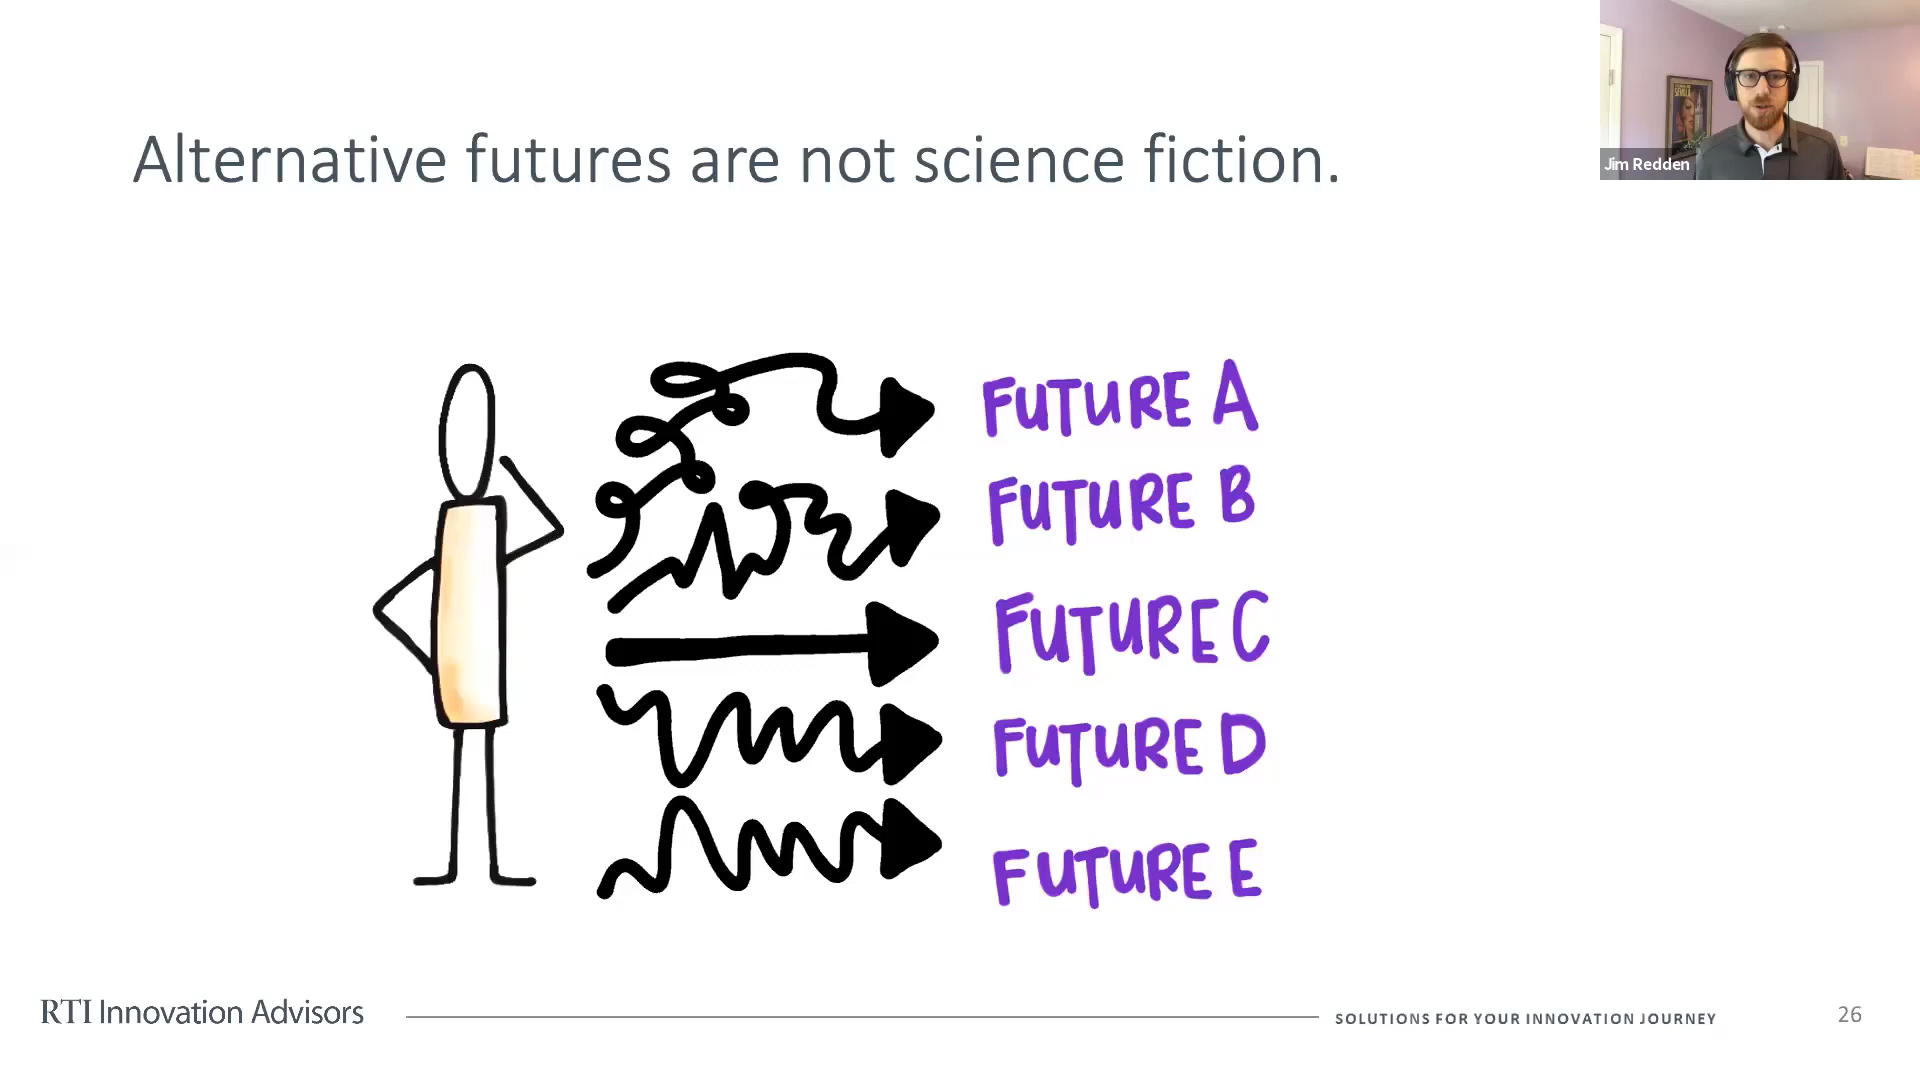 Alternative futures are not science fiction.
Jim Redden
FUTURE A
FUTURE B
FUTURE C
FUTURE D
FUTURE E
RTI Innovation Advisors
SOLUTIONS FOR YOUR INNOVATION JOURNEY
26